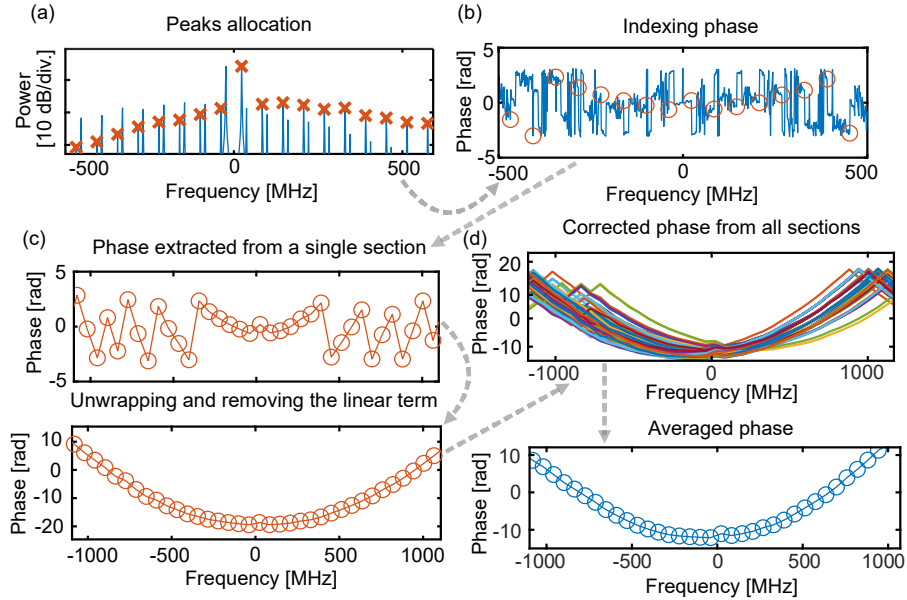 (a)
Peaks allocation
Power
[10 dB/div.]
-500
0
500
Frequency [MHz]
(b)
Indexing phase
Phase [rad]
5
0
-5
-500
0
500
Frequency [MHz]
(c)
Phase extracted from a single section
Phase [rad]
5
0
-5
Unwrapping and removing the linear term
Phase [rad]
10
0
-10
-20
-1000
-500
0
500
1000
Frequency [MHz]
(d)
Corrected phase from all sections
Phase [rad]
20
10
0
-10
-1000
0
1000
Frequency [MHz]
Averaged phase
Phase [rad]
10
0
-10
-1000
-500
0
500
1000
Frequency [MHz]